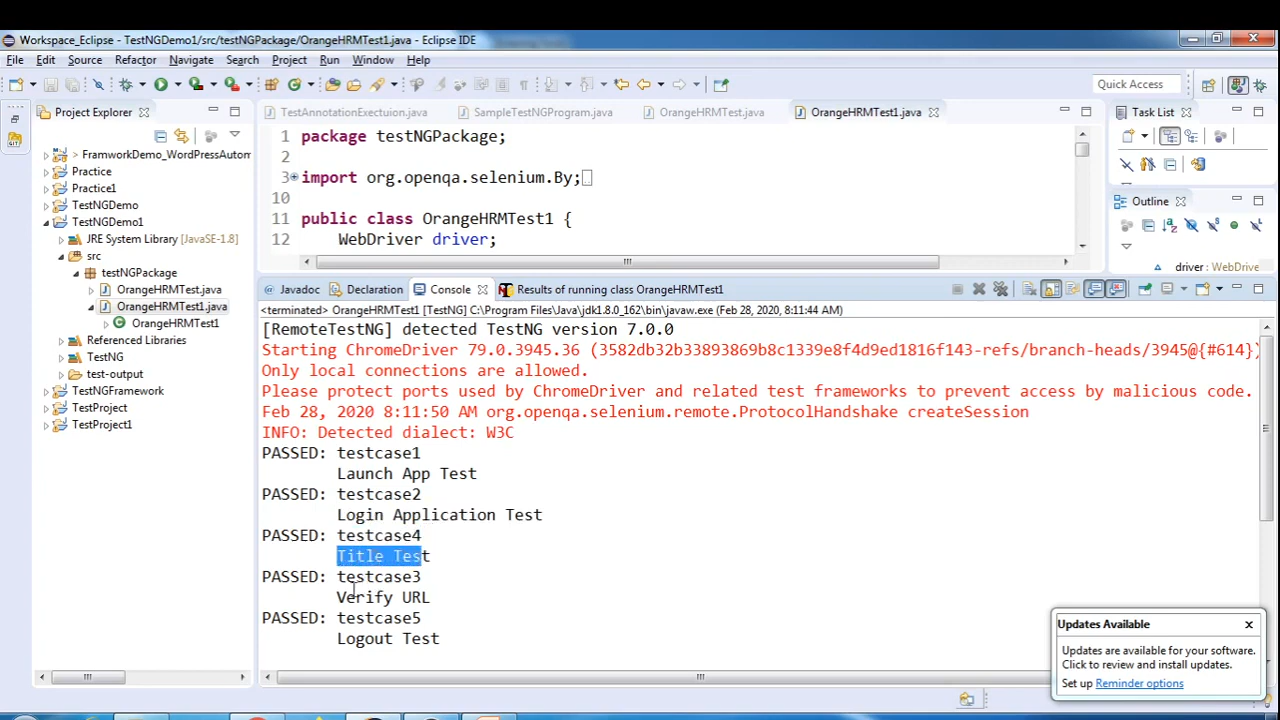 Workspace_Eclipse - TestNGDemo1/src/testNGPackage/OrangeHRMTest1.java - Eclipse IDE
File Edit Source Refactor Navigate Search Project Run Window Help
Quick Access
Project Explorer
> FramworkDemo_WordPressAutom
Practice
Practice1
TestNGDemo
TestNGDemo1
JRE System Library [JavaSE-1.8]
src
testNGPackage
OrangeHRMTest.java
OrangeHRMTest1.java
OrangeHRMTest1
Referenced Libraries
TestNG
test-output
TestNGFramework
TestProject
TestProject1
TestAnnotationExectuion.java SampleTestNGProgram.java OrangeHRMTest.java OrangeHRMTest1.java
1 package testNGPackage;
2
3 import org.openqa.selenium.By;
10
11 public class OrangeHRMTest1 {
12 WebDriver driver;
Task List
Outline
driver : WebDrive
Javadoc Declaration Console Results of running class OrangeHRMTest1
<terminated> OrangeHRMTest1 [TestNG] C:\Program Files\Java\jdk1.8.0_162\bin\javaw.exe (Feb 28, 2020, 8:11:44 AM)
[RemoteTestNG] detected TestNG version 7.0.0
Starting ChromeDriver 79.0.3945.36 (3582db32b33893869b8c1339e8f4d9ed1816f143-refs/branch-heads/3945@{#614})
Only local connections are allowed.
Please protect ports used by ChromeDriver and related test frameworks to prevent access by malicious code.
Feb 28, 2020 8:11:50 AM org.openqa.selenium.remote.ProtocolHandshake createSession
INFO: Detected dialect: W3C
PASSED: testcase1
Launch App Test
PASSED: testcase2
Login Application Test
PASSED: testcase4
Title Test
PASSED: testcase3
Verify URL
PASSED: testcase5
Logout Test
Updates Available
Updates are available for your software.
Click to review and install updates.
Set up Reminder options